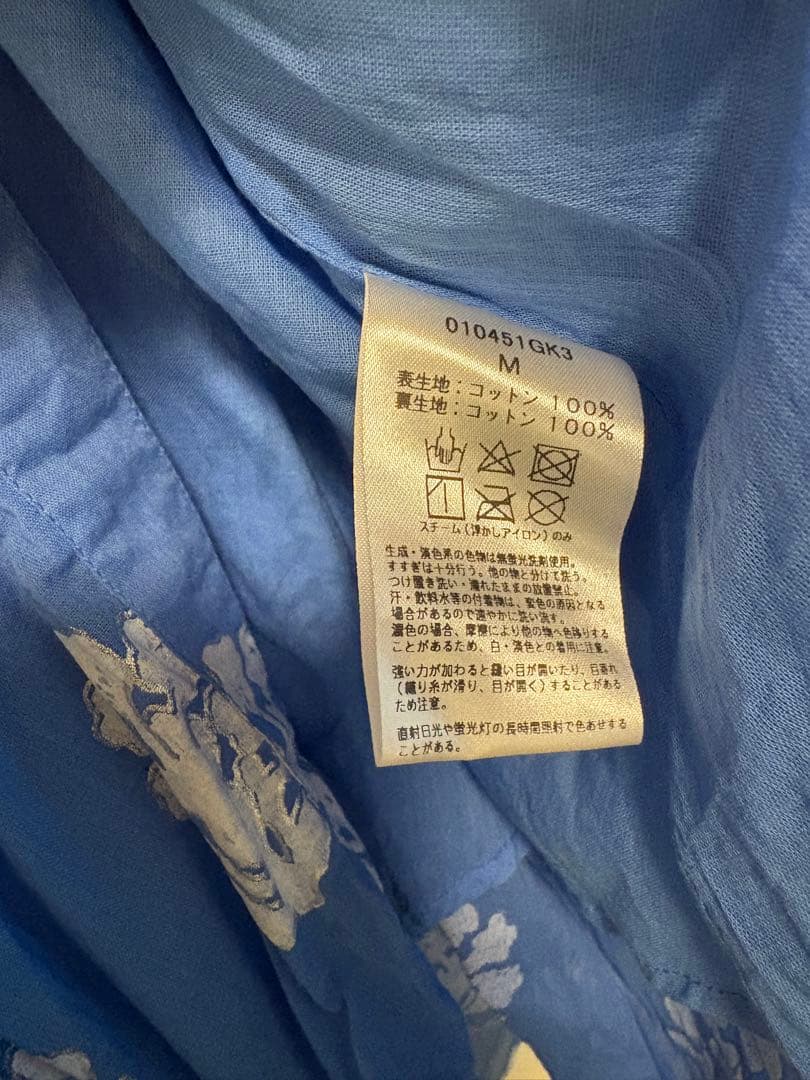 010451GK3
M
表生地：コットン 100%
裏生地：コットン 100%
スチーム(浮かしアイロン)のみ
生成・淡色系の色物は無蛍光洗剤使用。
すすぎは十分行う。他の物と分けて洗う。
つけ置き洗い・濡れたままの放置禁止。
汗・飲料水等の付着物は、変色の原因となる
場合があるので速やかに洗い流す。
濃色の場合、摩擦により他の物へ色移りする
ことがあるため、白・淡色との着用に注意。
強い力が加わると縫い目が開いたり、目寄れ
(織り糸が滑り、目が開く)することがある
ため注意。
直射日光や蛍光灯の長時間照射で色あせする
ことがある。